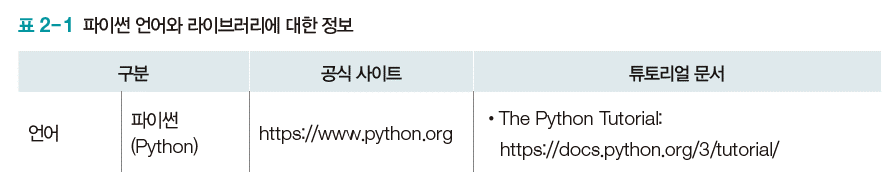 표 2-1 파이썬 언어와 라이브러리에 대한 정보
구분 공식 사이트 튜토리얼 문서
언어 파이썬 (Python) https://www.python.org • The Python Tutorial:
https://docs.python.org/3/tutorial/